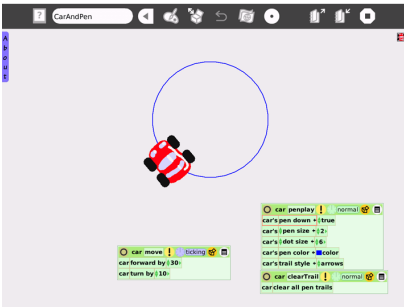 CarAndPen
About
car penplay ! normal
car's pen down true
car's pen size 2
car's dot size 6
car's pen color color
car's trail style arrows
car move ! ticking
car forward by 30
car turn by 10
car clearTrail ! normal
car clear all pen trails